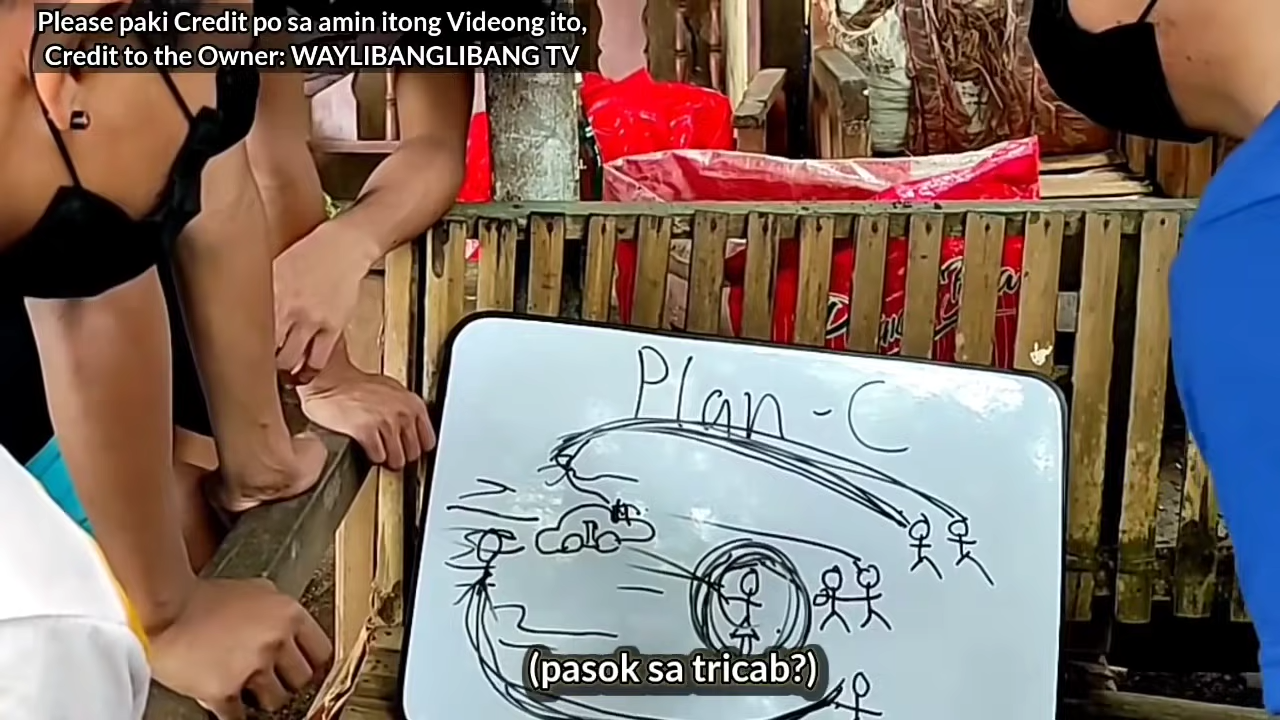 Please paki Credit po sa amin itong Videong ito,
Credit to the Owner: WAYLIBANGLIBANG TV
Plan - C
(pasok sa tricab?)